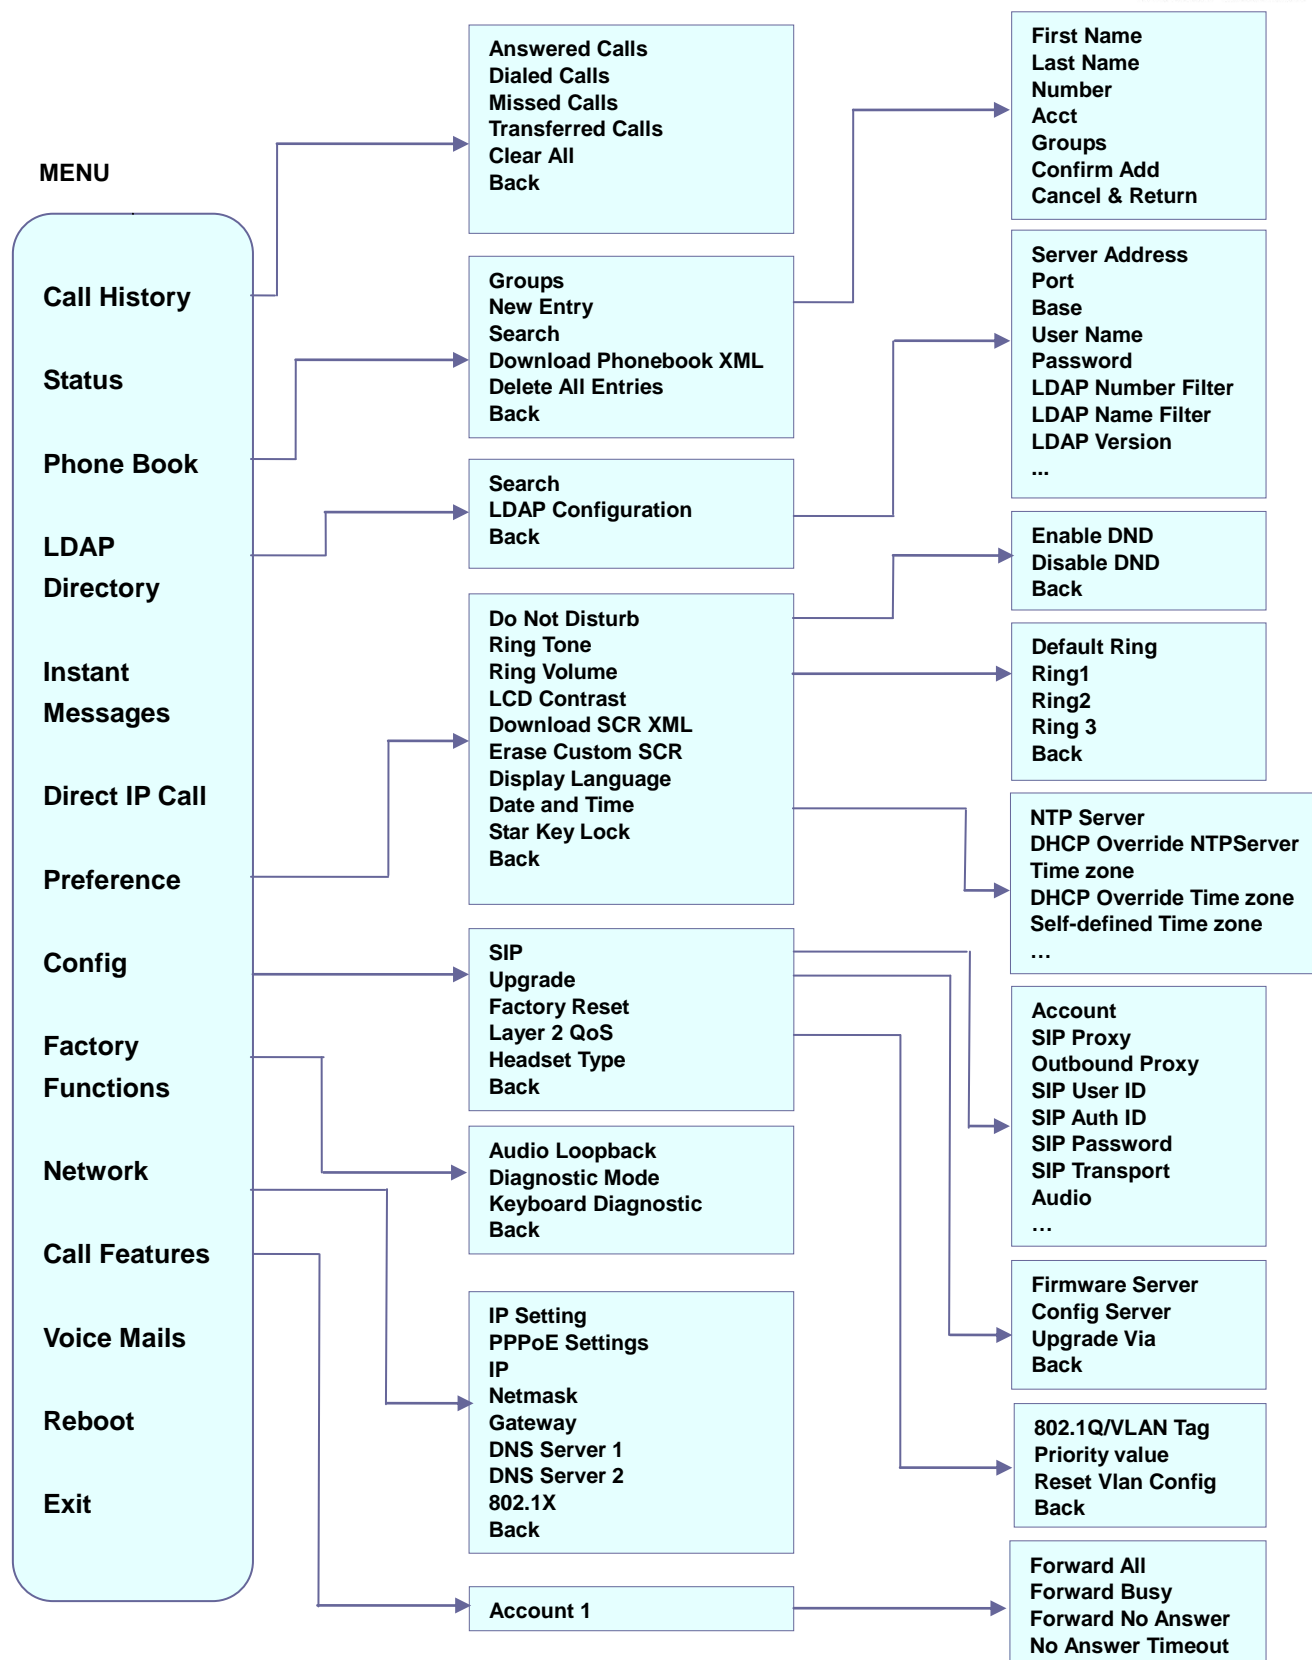 MENU
Call History
Status
Phone Book
LDAP
Directory
Instant
Messages
Direct IP Call
Preference
Config
Factory
Functions
Network
Call Features
Voice Mails
Reboot
Exit
Answered Calls
Dialed Calls
Missed Calls
Transferred Calls
Clear All
Back
Groups
New Entry
Search
Download Phonebook XML
Delete All Entries
Back
Search
LDAP Configuration
Back
Do Not Disturb
Ring Tone
Ring Volume
LCD Contrast
Download SCR XML
Erase Custom SCR
Display Language
Date and Time
Star Key Lock
Back
SIP
Upgrade
Factory Reset
Layer 2 QoS
Headset Type
Back
Audio Loopback
Diagnostic Mode
Keyboard Diagnostic
Back
IP Setting
PPPoE Settings
IP
Netmask
Gateway
DNS Server 1
DNS Server 2
802.1X
Back
Account 1
First Name
Last Name
Number
Acct
Groups
Confirm Add
Cancel & Return
Server Address
Port
Base
User Name
Password
LDAP Number Filter
LDAP Name Filter
LDAP Version
...
Enable DND
Disable DND
Back
Default Ring
Ring1
Ring2
Ring 3
Back
NTP Server
DHCP Override NTPServer
Time zone
DHCP Override Time zone
Self-defined Time zone
…
Account
SIP Proxy
Outbound Proxy
SIP User ID
SIP Auth ID
SIP Password
SIP Transport
Audio
…
Firmware Server
Config Server
Upgrade Via
Back
802.1Q/VLAN Tag
Priority value
Reset Vlan Config
Back
Forward All
Forward Busy
Forward No Answer
No Answer Timeout